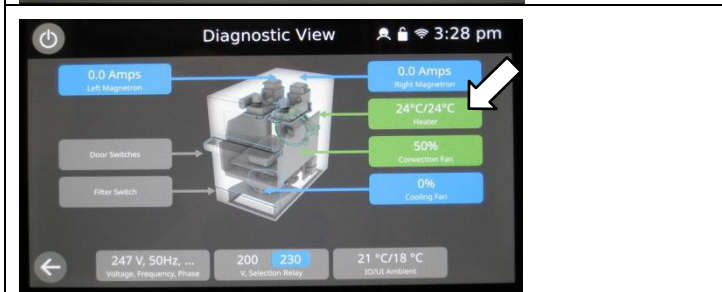 Diagnostic View
3:28 pm
0.0 Amps
Left Magnetron
0.0 Amps
Right Magnetron
24°C/24°C
Heater
Door Switches
50%
Convection Fan
Filter Switch
0%
Cooling Fan
247 V, 50Hz, ...
Voltage, Frequency, Phase
200 230
V, Selection Relay
21 °C/18 °C
IO/UI Ambient